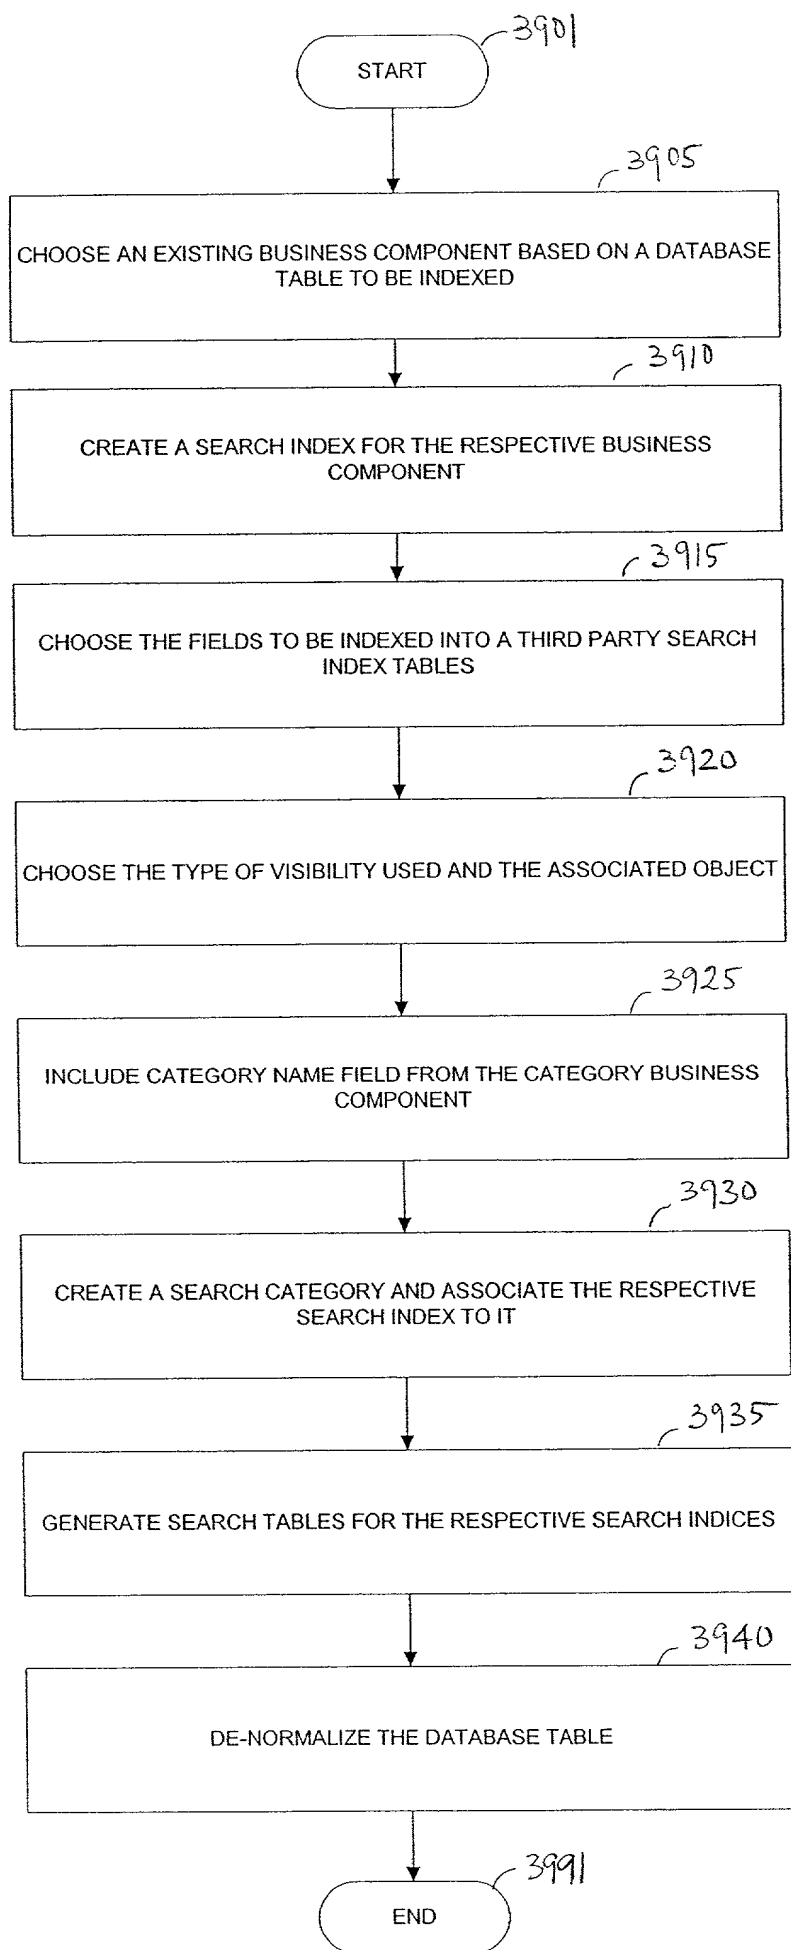 3901
START
3905
CHOOSE AN EXISTING BUSINESS COMPONENT BASED ON A DATABASE
TABLE TO BE INDEXED
3910
CREATE A SEARCH INDEX FOR THE RESPECTIVE BUSINESS
COMPONENT
3915
CHOOSE THE FIELDS TO BE INDEXED INTO A THIRD PARTY SEARCH
INDEX TABLES
3920
CHOOSE THE TYPE OF VISIBILITY USED AND THE ASSOCIATED OBJECT
3925
INCLUDE CATEGORY NAME FIELD FROM THE CATEGORY BUSINESS
COMPONENT
3930
CREATE A SEARCH CATEGORY AND ASSOCIATE THE RESPECTIVE
SEARCH INDEX TO IT
3935
GENERATE SEARCH TABLES FOR THE RESPECTIVE SEARCH INDICES
3940
DE-NORMALIZE THE DATABASE TABLE
3991
END